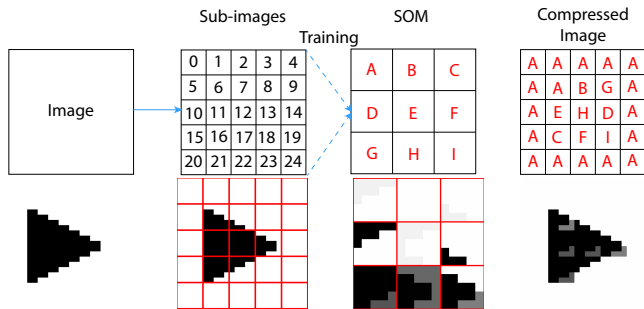 Sub-images
Training
SOM
Compressed
Image
Image
0 1 2 3 4
5 6 7 8 9
10 11 12 13 14
15 16 17 18 19
20 21 22 23 24
A B C
D E F
G H I
A A A A A
A A B G A
A E H D A
A C F I A
A A A A A